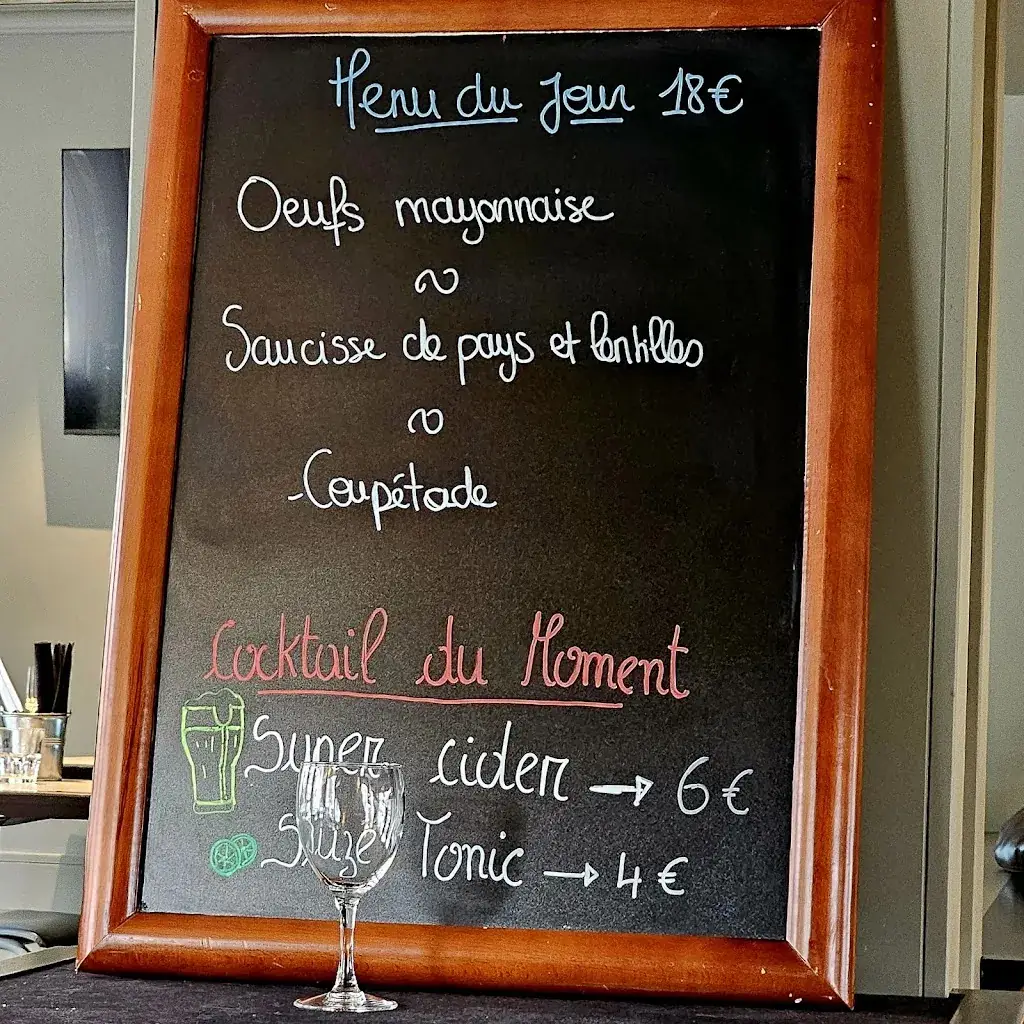 Menu du Jour 18€
Oeufs mayonnaise
Saucisse de pays et lentilles
-Coupétade
Cocktail du Moment
Super cider → 6€
Suze Tonic → 4€